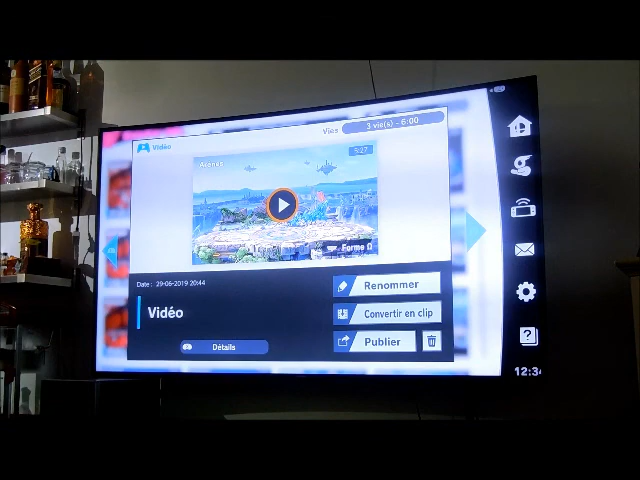 Vidéo
Vies 3 vie(s) - 6:00
Arènes
5:27
Forme Ω
Date : 29-06-2019 20:44
Vidéo
Détails
Renommer
Convertir en clip
Publier
12:34